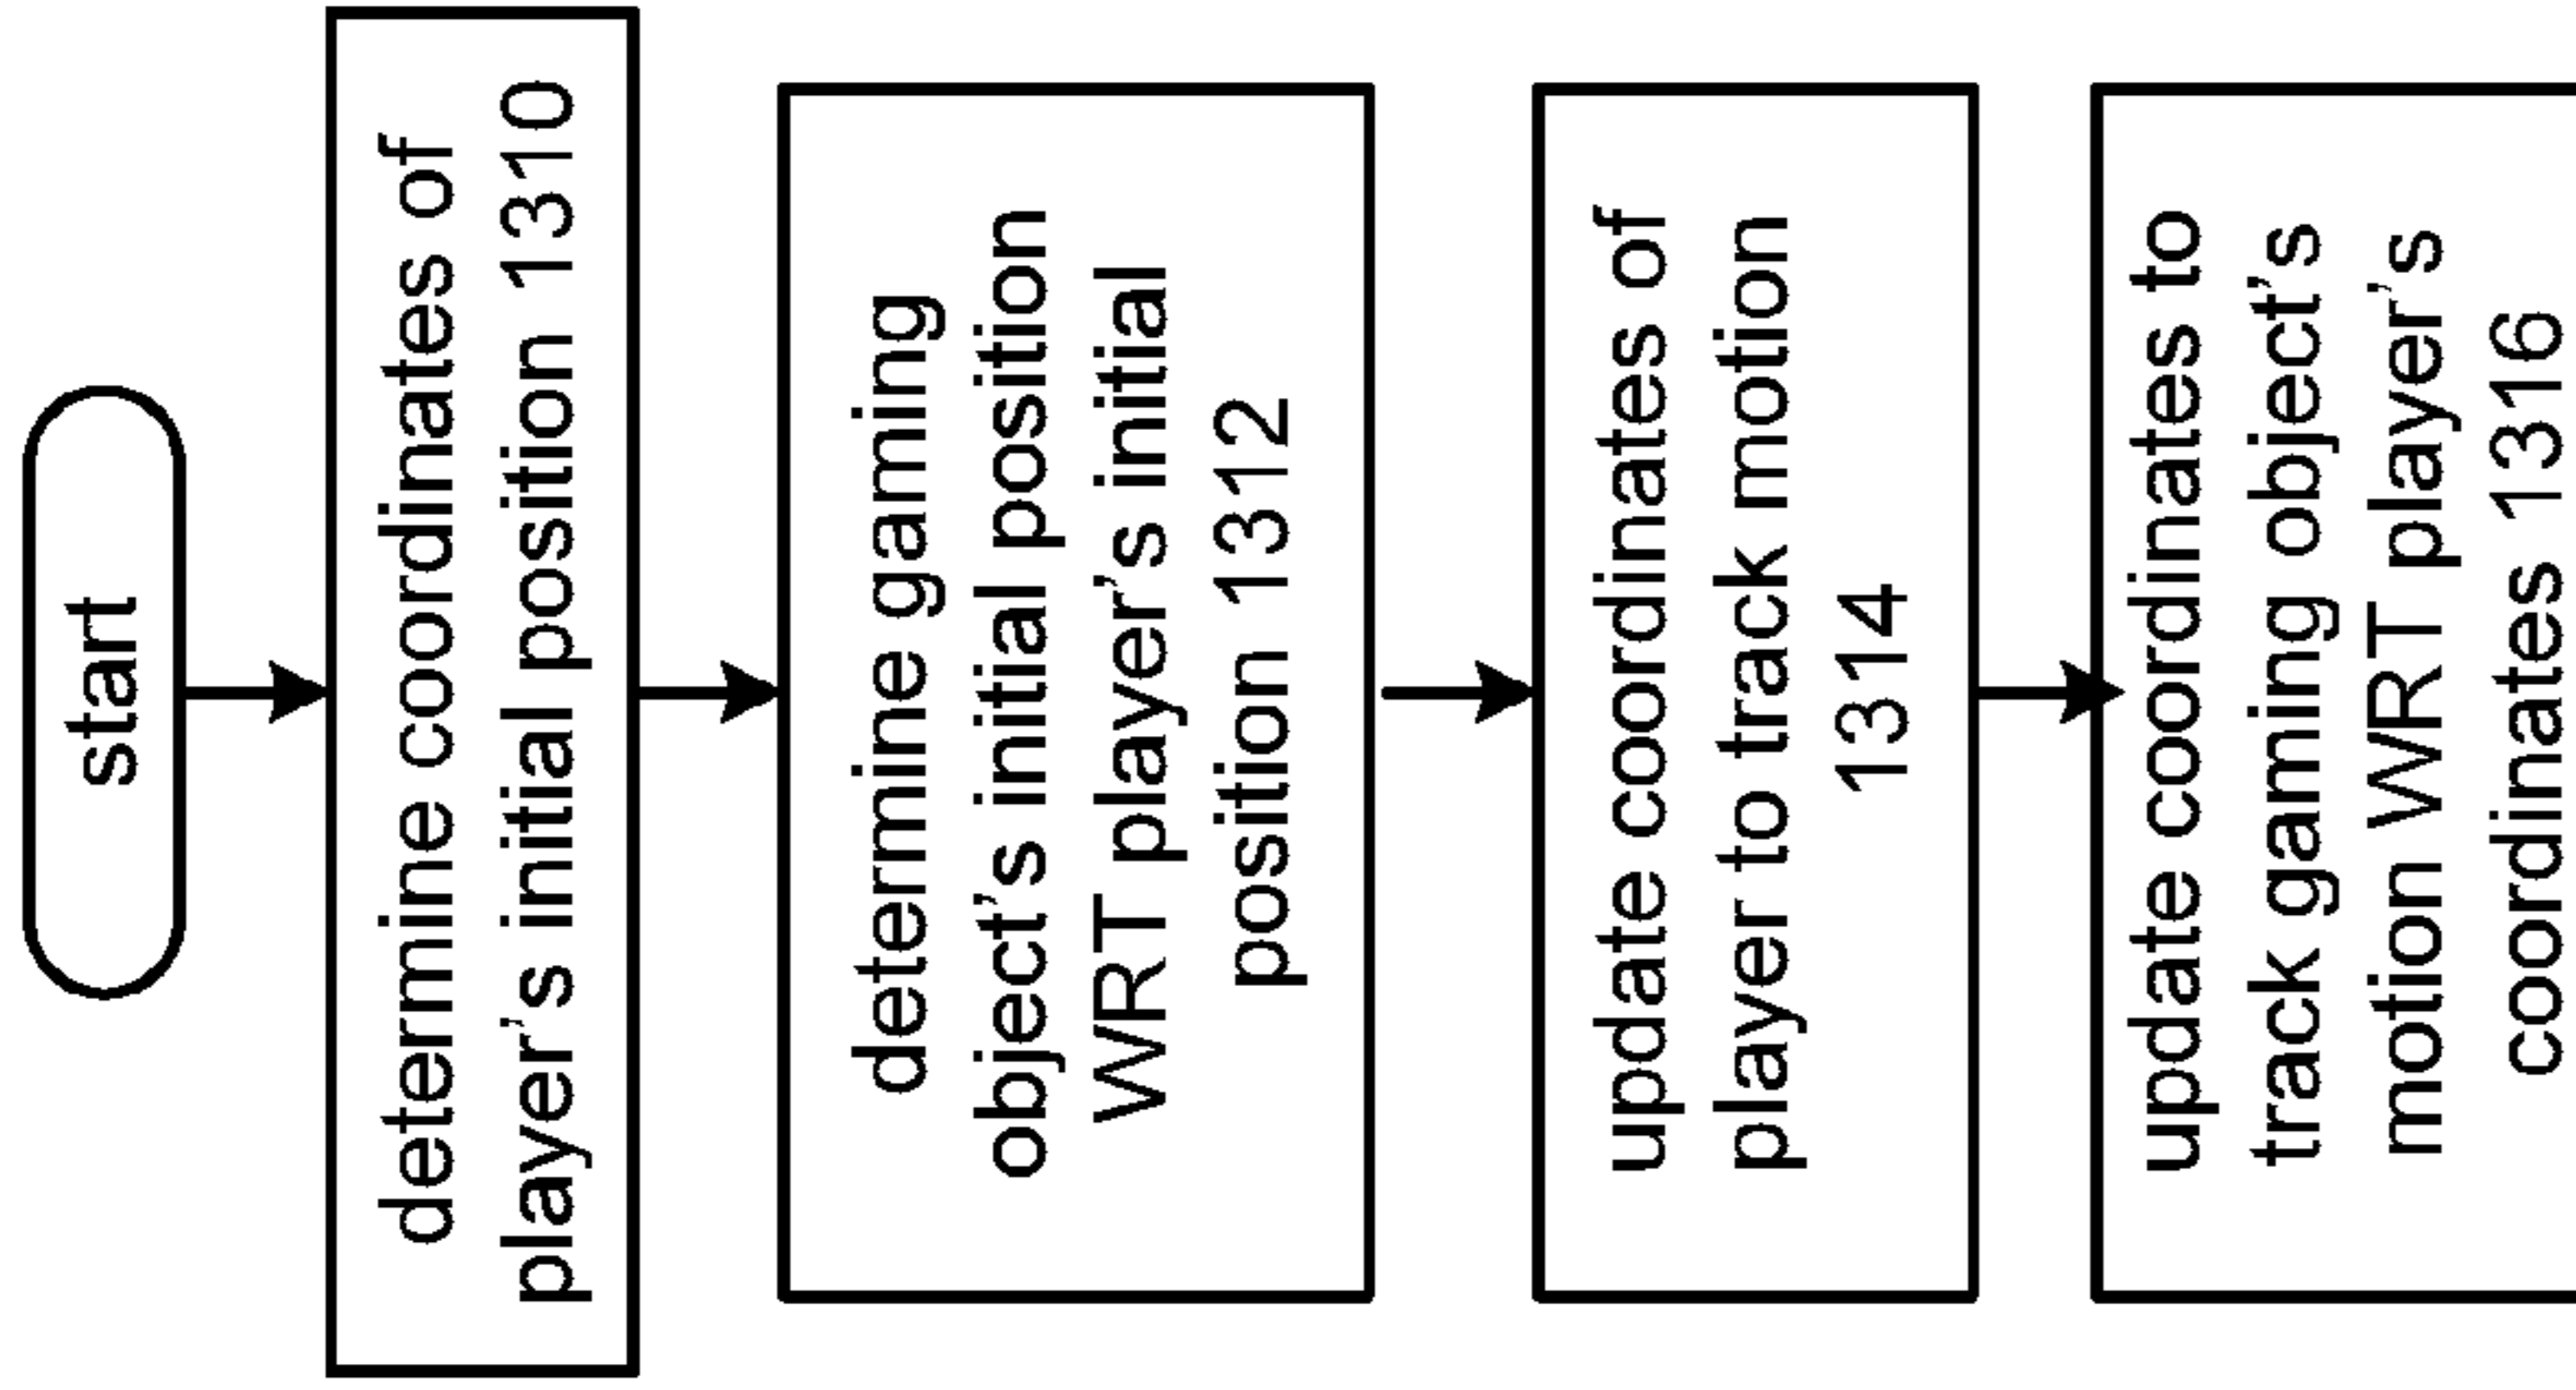 start
determine coordinates of
player's initial position 1310
determine gaming
object's initial position
WRT player's initial
position 1312
update coordinates of
player to track motion
1314
update coordinates to
track gaming object's
motion WRT player's
coordinates 1316